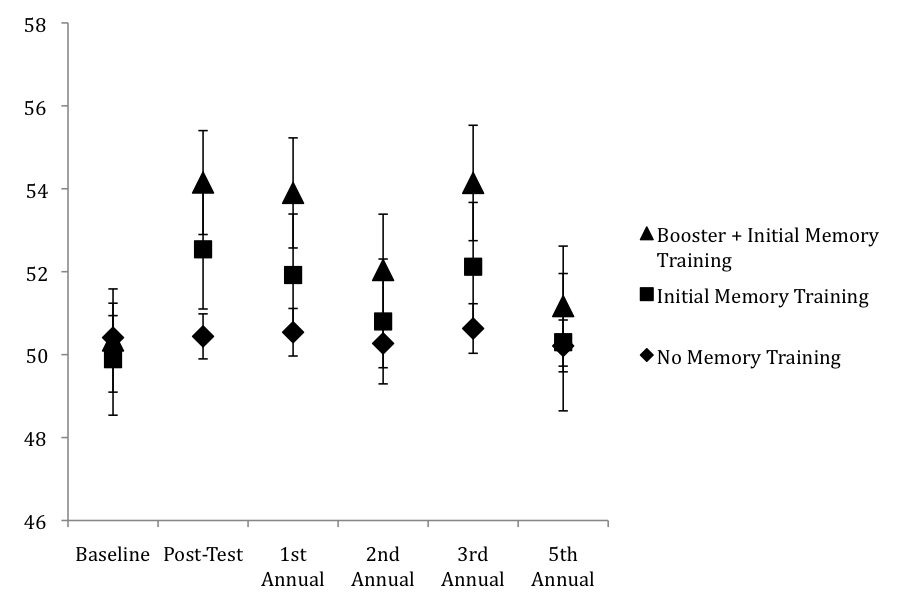 58
56
54
52
50
48
46
Baseline
Post-Test
1st
Annual
2nd
Annual
3rd
Annual
5th
Annual
Booster + Initial Memory
Training
Initial Memory Training
No Memory Training